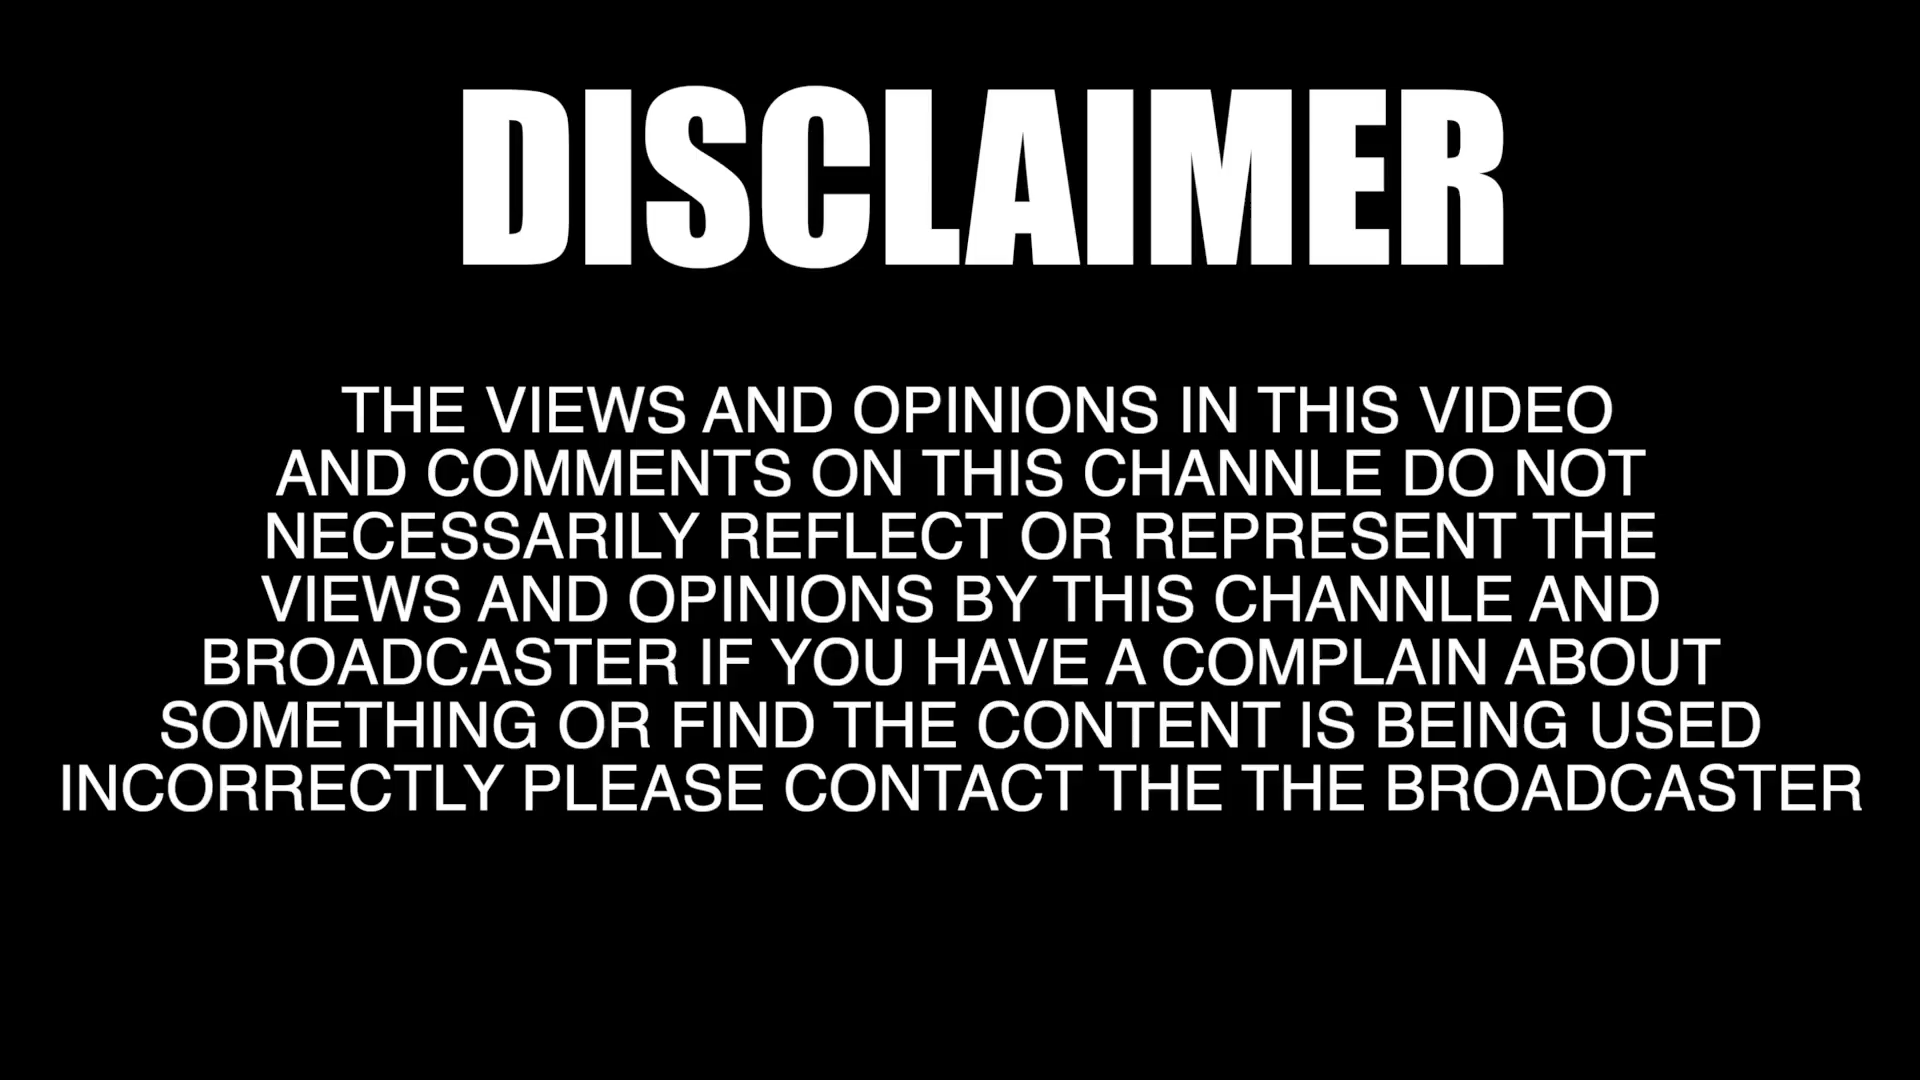 DISCLAIMER
THE VIEWS AND OPINIONS IN THIS VIDEO
AND COMMENTS ON THIS CHANNLE DO NOT
NECESSARILY REFLECT OR REPRESENT THE
VIEWS AND OPINIONS BY THIS CHANNLE AND
BROADCASTER IF YOU HAVE A COMPLAIN ABOUT
SOMETHING OR FIND THE CONTENT IS BEING USED
INCORRECTLY PLEASE CONTACT THE THE BROADCASTER